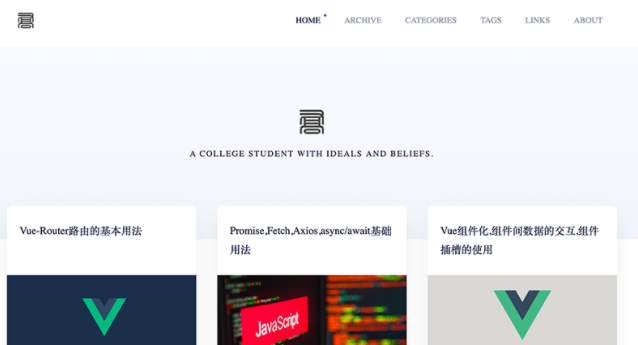 HOME ARCHIVE CATEGORIES TAGS LINKS ABOUT
A COLLEGE STUDENT WITH IDEALS AND BELIEFS.
Vue-Router路由的基本用法
Promise,Fetch,Axios,async/await基础
用法
Vue组件化,组件间数据的交互,组件
插槽的使用
JavaScript